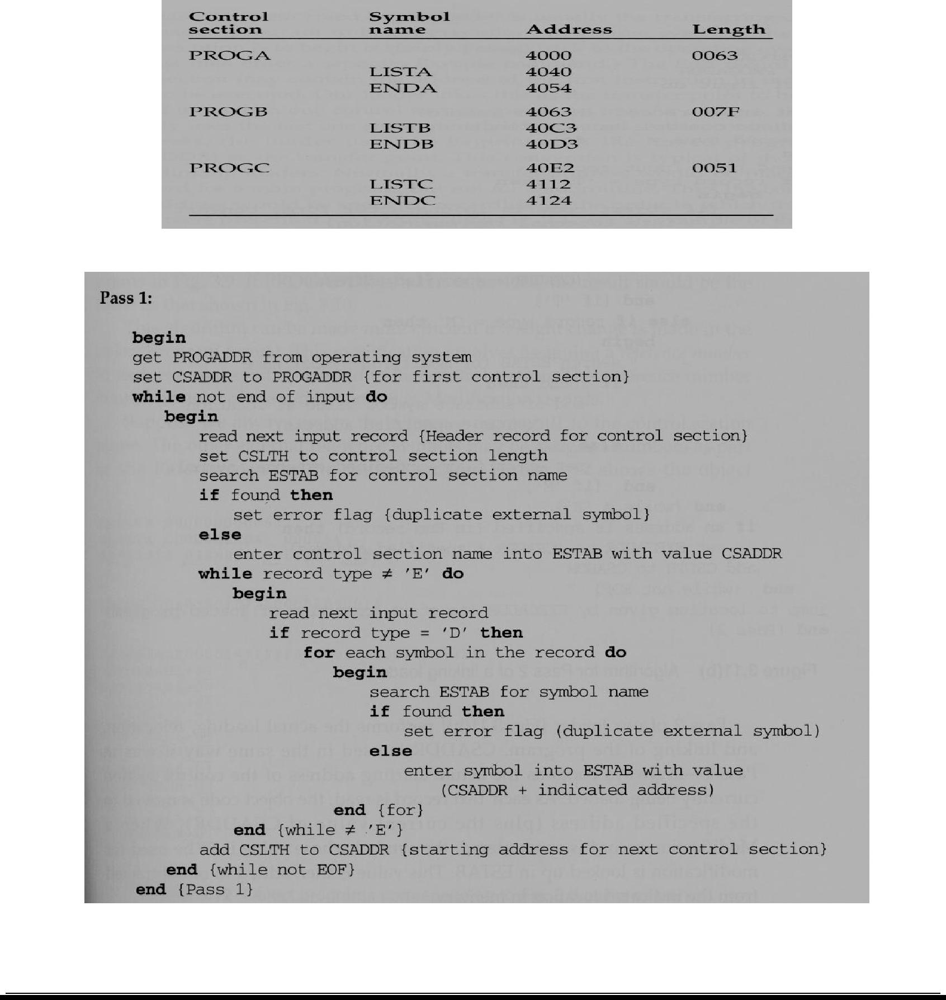 Control Symbol
section name Address Length
PROGA 4000 0063
LISTA 4040
ENDA 4054
PROGB 4063 007F
LISTB 40C3
ENDB 40D3
PROGC 40E2 0051
LISTC 4112
ENDC 4124
Pass 1:
begin
get PROGADDR from operating system
set CSADDR to PROGADDR {for first control section}
while not end of input do
begin
read next input record {Header record for control section}
set CSLTH to control section length
search ESTAB for control section name
if found then
set error flag {duplicate external symbol}
else
enter control section name into ESTAB with value CSADDR
while record type ≠ 'E' do
begin
read next input record
if record type = 'D' then
for each symbol in the record do
begin
search ESTAB for symbol name
if found then
set error flag (duplicate external symbol)
else
enter symbol into ESTAB with value
(CSADDR + indicated address)
end {for}
end {while ≠ 'E'}
add CSLTH to CSADDR {starting address for next control section}
end {while not EOF}
end {Pass 1}